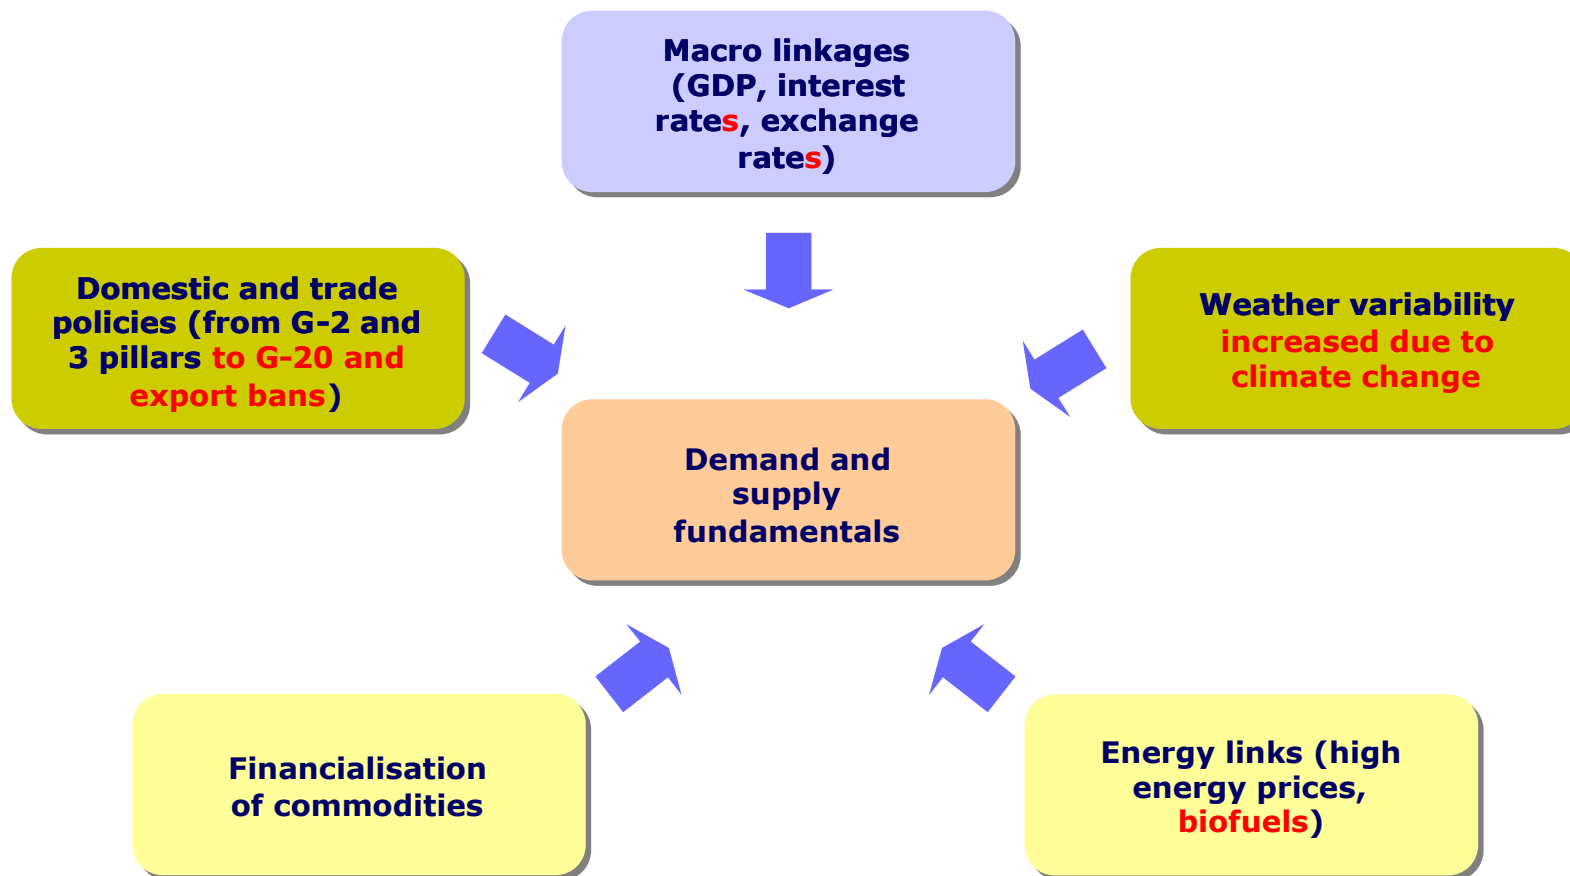 Macro linkages
(GDP, interest
rates, exchange
rates)
Domestic and trade
policies (from G-2 and
3 pillars to G-20 and
export bans)
Weather variability
increased due to
climate change
Demand and
supply
fundamentals
Financialisation
of commodities
Energy links (high
energy prices,
biofuels)